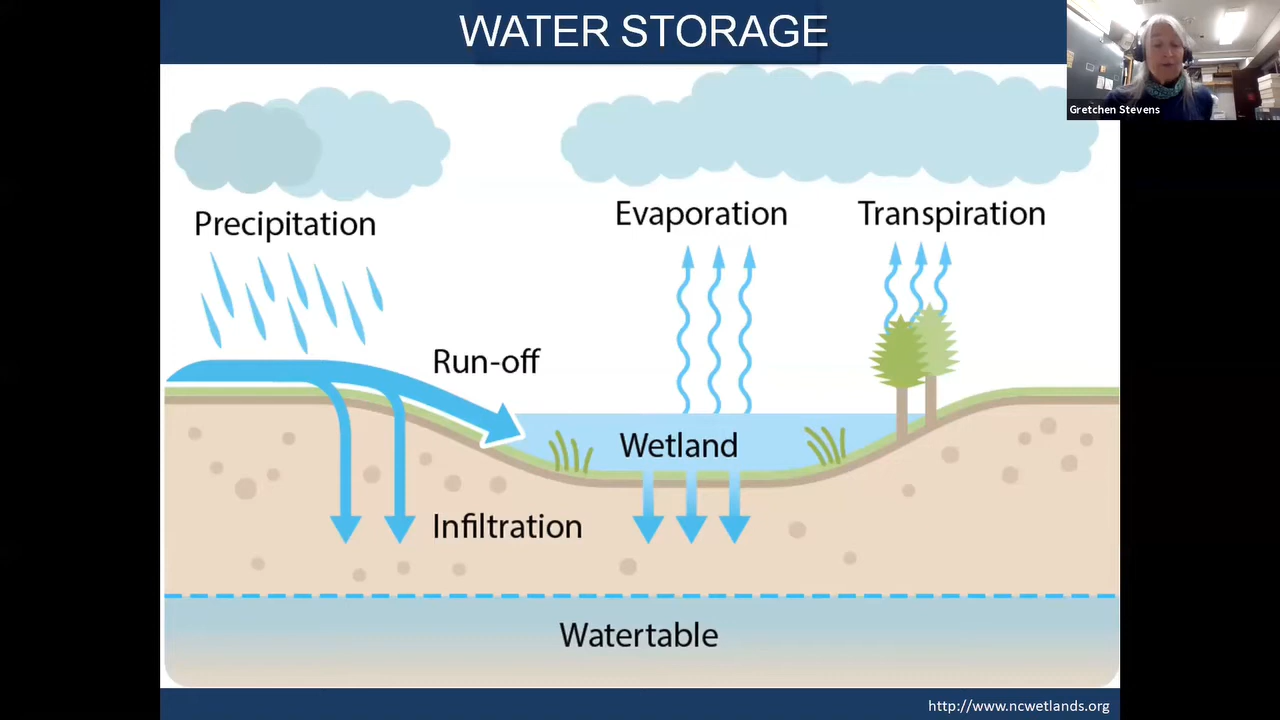 WATER STORAGE
Gretchen Stevens
Precipitation
Evaporation
Transpiration
Run-off
Wetland
Infiltration
Watertable
http://www.ncwetlands.org